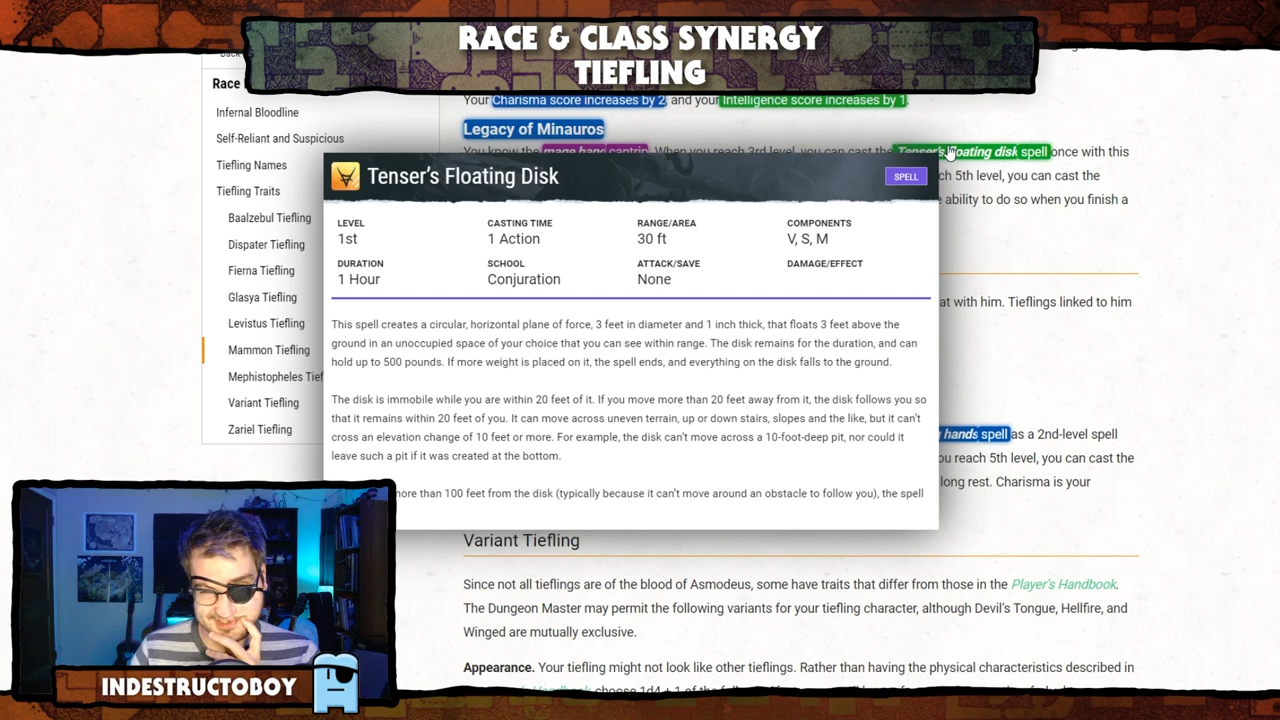 RACE & CLASS SYNERGY
TIEFLING
Race
Infernal Bloodline
Self-Reliant and Suspicious
Tiefling Names
Tiefling Traits
Baalzebul Tiefling
Dispater Tiefling
Fierna Tiefling
Glasya Tiefling
Levistus Tiefling
Mammon Tiefling
Mephistopheles Tief
Variant Tiefling
Zariel Tiefling
Your Charisma score increases by 2, and your Intelligence score increases by 1.
Legacy of Minauros
You know the mage hand cantrip. When you reach 3rd level, you can cast the Tenser's floating disk spell once with this
ch 5th level, you can cast the
e ability to do so when you finish a
Tenser's Floating Disk
SPELL
LEVEL CASTING TIME RANGE/AREA COMPONENTS
1st 1 Action 30 ft V, S, M
DURATION SCHOOL ATTACK/SAVE DAMAGE/EFFECT
1 Hour Conjuration None
This spell creates a circular, horizontal plane of force, 3 feet in diameter and 1 inch thick, that floats 3 feet above the
ground in an unoccupied space of your choice that you can see within range. The disk remains for the duration, and can
hold up to 500 pounds. If more weight is placed on it, the spell ends, and everything on the disk falls to the ground.
The disk is immobile while you are within 20 feet of it. If you move more than 20 feet away from it, the disk follows you so
that it remains within 20 feet of you. It can move across uneven terrain, up or down stairs, slopes and the like, but it can't
cross an elevation change of 10 feet or more. For example, the disk can't move across a 10-foot-deep pit, nor could it
leave such a pit if it was created at the bottom.
more than 100 feet from the disk (typically because it can't move around an obstacle to follow you), the spell
at with him. Tieflings linked to him
hands spell as a 2nd-level spell
ou reach 5th level, you can cast the
long rest. Charisma is your
Variant Tiefling
Since not all tieflings are of the blood of Asmodeus, some have traits that differ from those in the Player's Handbook.
The Dungeon Master may permit the following variants for your tiefling character, although Devil's Tongue, Hellfire, and
Winged are mutually exclusive.
Appearance. Your tiefling might not look like other tieflings. Rather than having the physical characteristics described in
INDESTRUCTOBOY